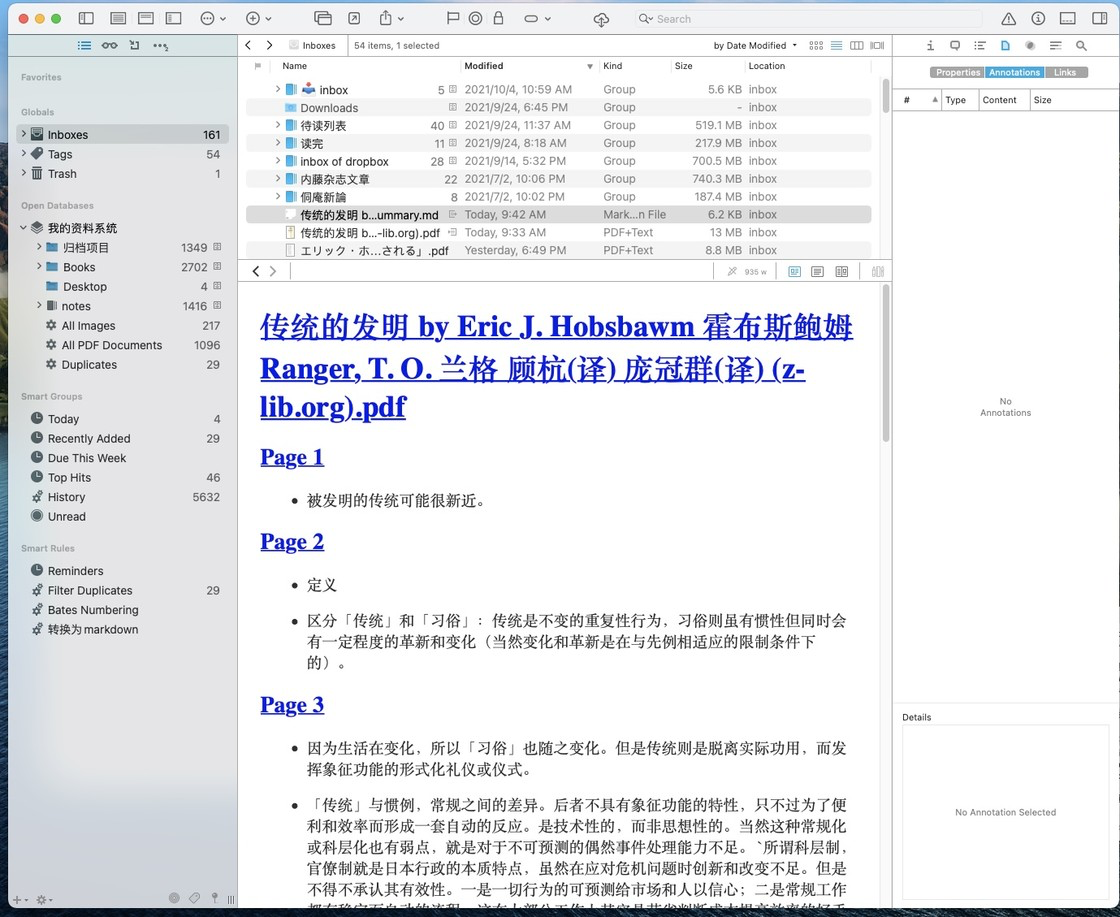 Search
Inboxes
54 items, 1 selected
by Date Modified
Favorites
Globals
Inboxes 161
Tags 54
Trash 1
Open Databases
我的资料系统
归档项目 1349
Books 2702
Desktop 4
notes 1416
All Images 217
All PDF Documents 1096
Duplicates 29
Smart Groups
Today 4
Recently Added 29
Due This Week
Top Hits 46
History 5632
Unread
Smart Rules
Reminders
Filter Duplicates 29
Bates Numbering
转换为markdown
Name Modified Kind Size Location
inbox 5 2021/10/4, 10:59 AM Group 5.6 KB inbox
Downloads 2021/9/24, 6:45 PM Group - inbox
待读列表 40 2021/9/24, 11:37 AM Group 519.1 MB inbox
读完 11 2021/9/24, 8:18 AM Group 217.9 MB inbox
inbox of dropbox 28 2021/9/14, 5:32 PM Group 700.5 MB inbox
内藤杂志文章 22 2021/7/2, 10:06 PM Group 740.3 MB inbox
侗庵新論 8 2021/7/2, 10:02 PM Group 187.4 MB inbox
传统的发明 b...ummary.md Today, 9:42 AM Mark...n File 6.2 KB inbox
传统的发明 b...-lib.org).pdf Today, 9:33 AM PDF+Text 13 MB inbox
エリック・ホ...される」.pdf Yesterday, 6:49 PM PDF+Text 8.8 MB inbox
935 w
传统的发明 by Eric J. Hobsbawm 霍布斯鲍姆
Ranger, T. O. 兰格 顾杭(译) 庞冠群(译) (z-
lib.org).pdf
Page 1
• 被发明的传统可能很新近。
Page 2
• 定义
• 区分「传统」和「习俗」：传统是不变的重复性行为，习俗则虽有惯性但同时会
有一定程度的革新和变化（当然变化和革新是在与先例相适应的限制条件下
的）。
Page 3
• 因为生活在变化，所以「习俗」也随之变化。但是传统则是脱离实际功用，而发
挥象征功能的形式化礼仪或仪式。
• 「传统」与惯例，常规之间的差异。后者不具有象征功能的特性，只不过为了便
利和效率而形成一套自动的反应。是技术性的，而非思想性的。当然这种常规化
或科层化也有弱点，就是对于不可预测的偶然事件处理能力不足。`所谓科层制，
官僚制就是日本行政的本质特点，虽然在应对危机问题时创新和改变不足。但是
不得不承认其有效性。一是一切行为的可预测给市场和人以信心；二是常规工作
Properties Annotations Links
# Type Content Size
No
Annotations
Details
No Annotation Selected